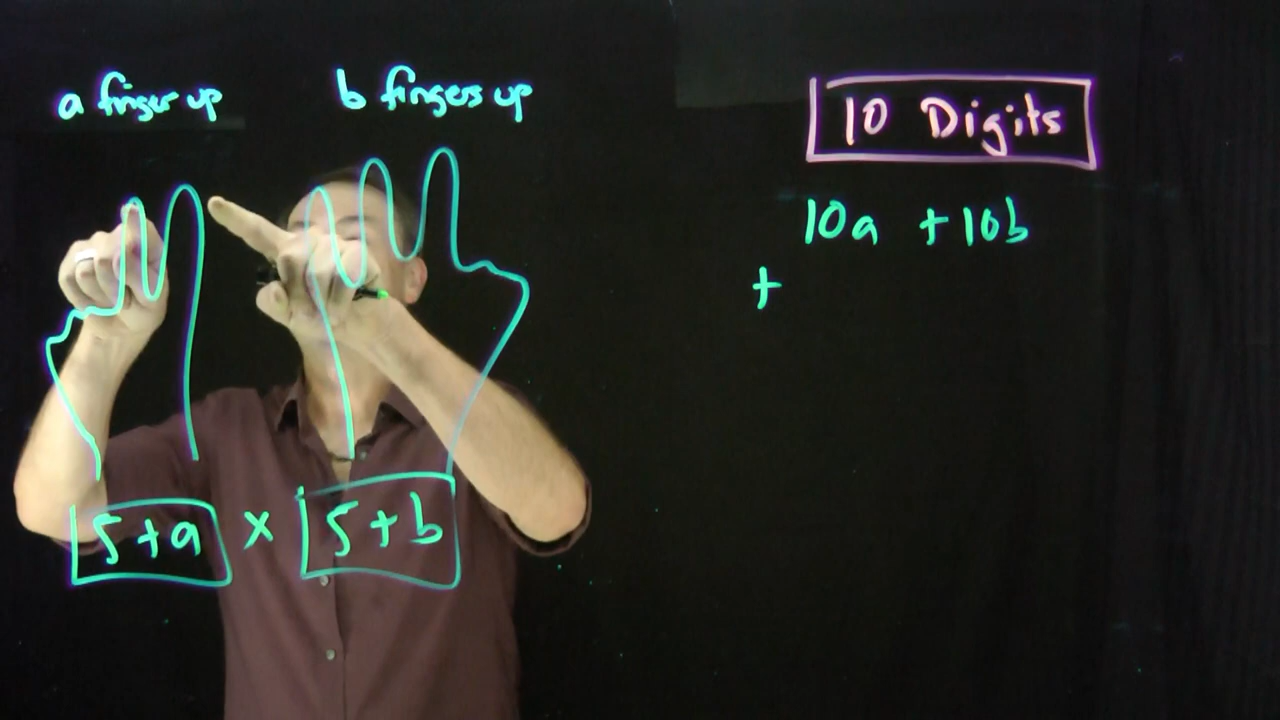 a finger up
b fingers up
10 Digits
10a + 10b
+
5 + a x 5 + b